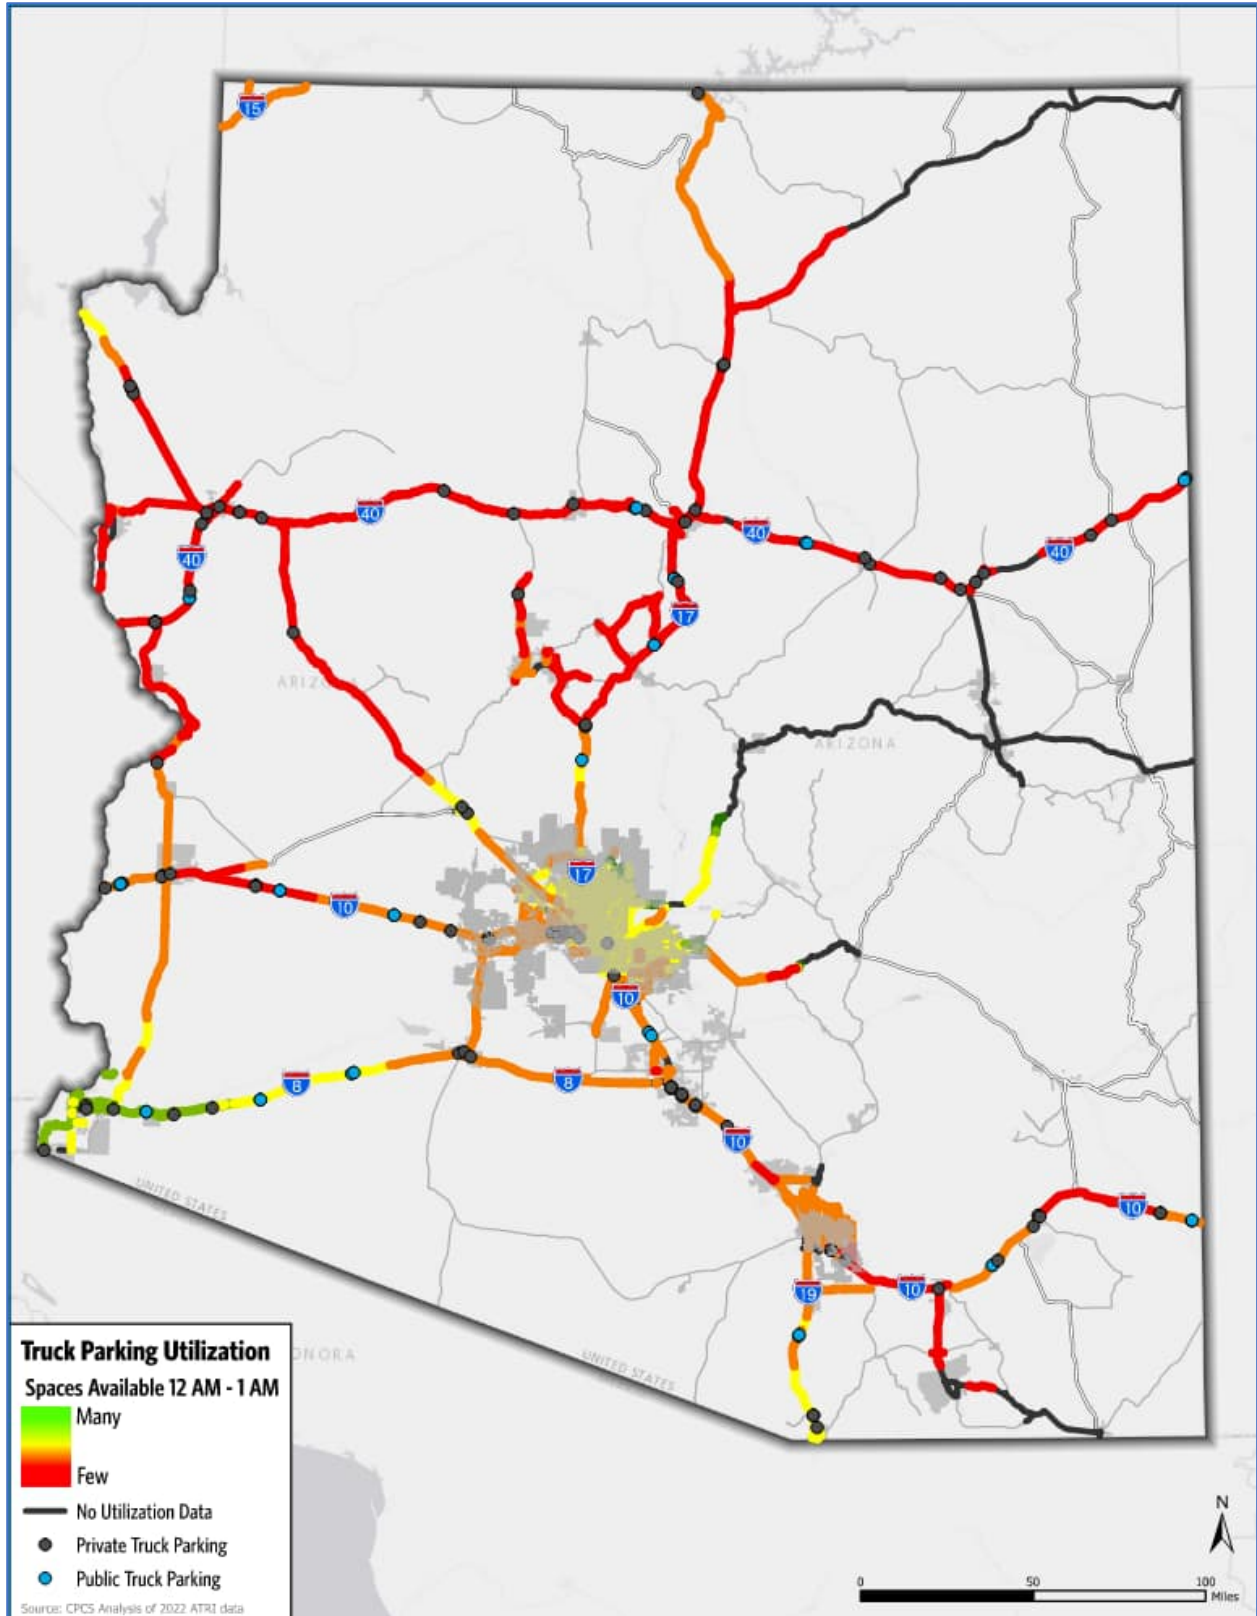 15
40
40
40
40
17
ARIZONA
ARIZONA
17
10
10
8
8
10
UNITED STATES
10
19
10
UNITED STATES
Truck Parking Utilization
Spaces Available 12 AM - 1 AM
Many
Few
No Utilization Data
Private Truck Parking
Public Truck Parking
Source: CPCS Analysis of 2022 ATRI data
N
0 50 100
Miles